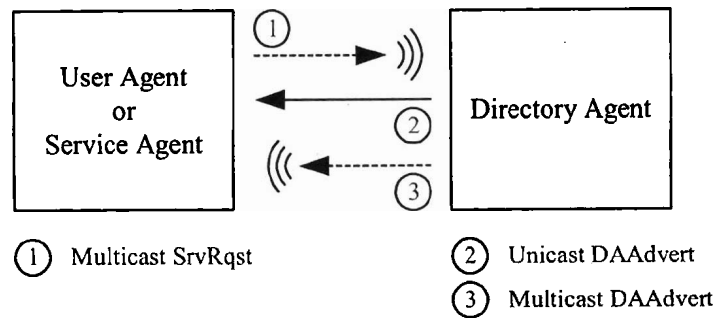 1
User Agent
or
Service Agent
2
Directory Agent
3
1 Multicast SrvRqst
2 Unicast DAAdvert
3 Multicast DAAdvert